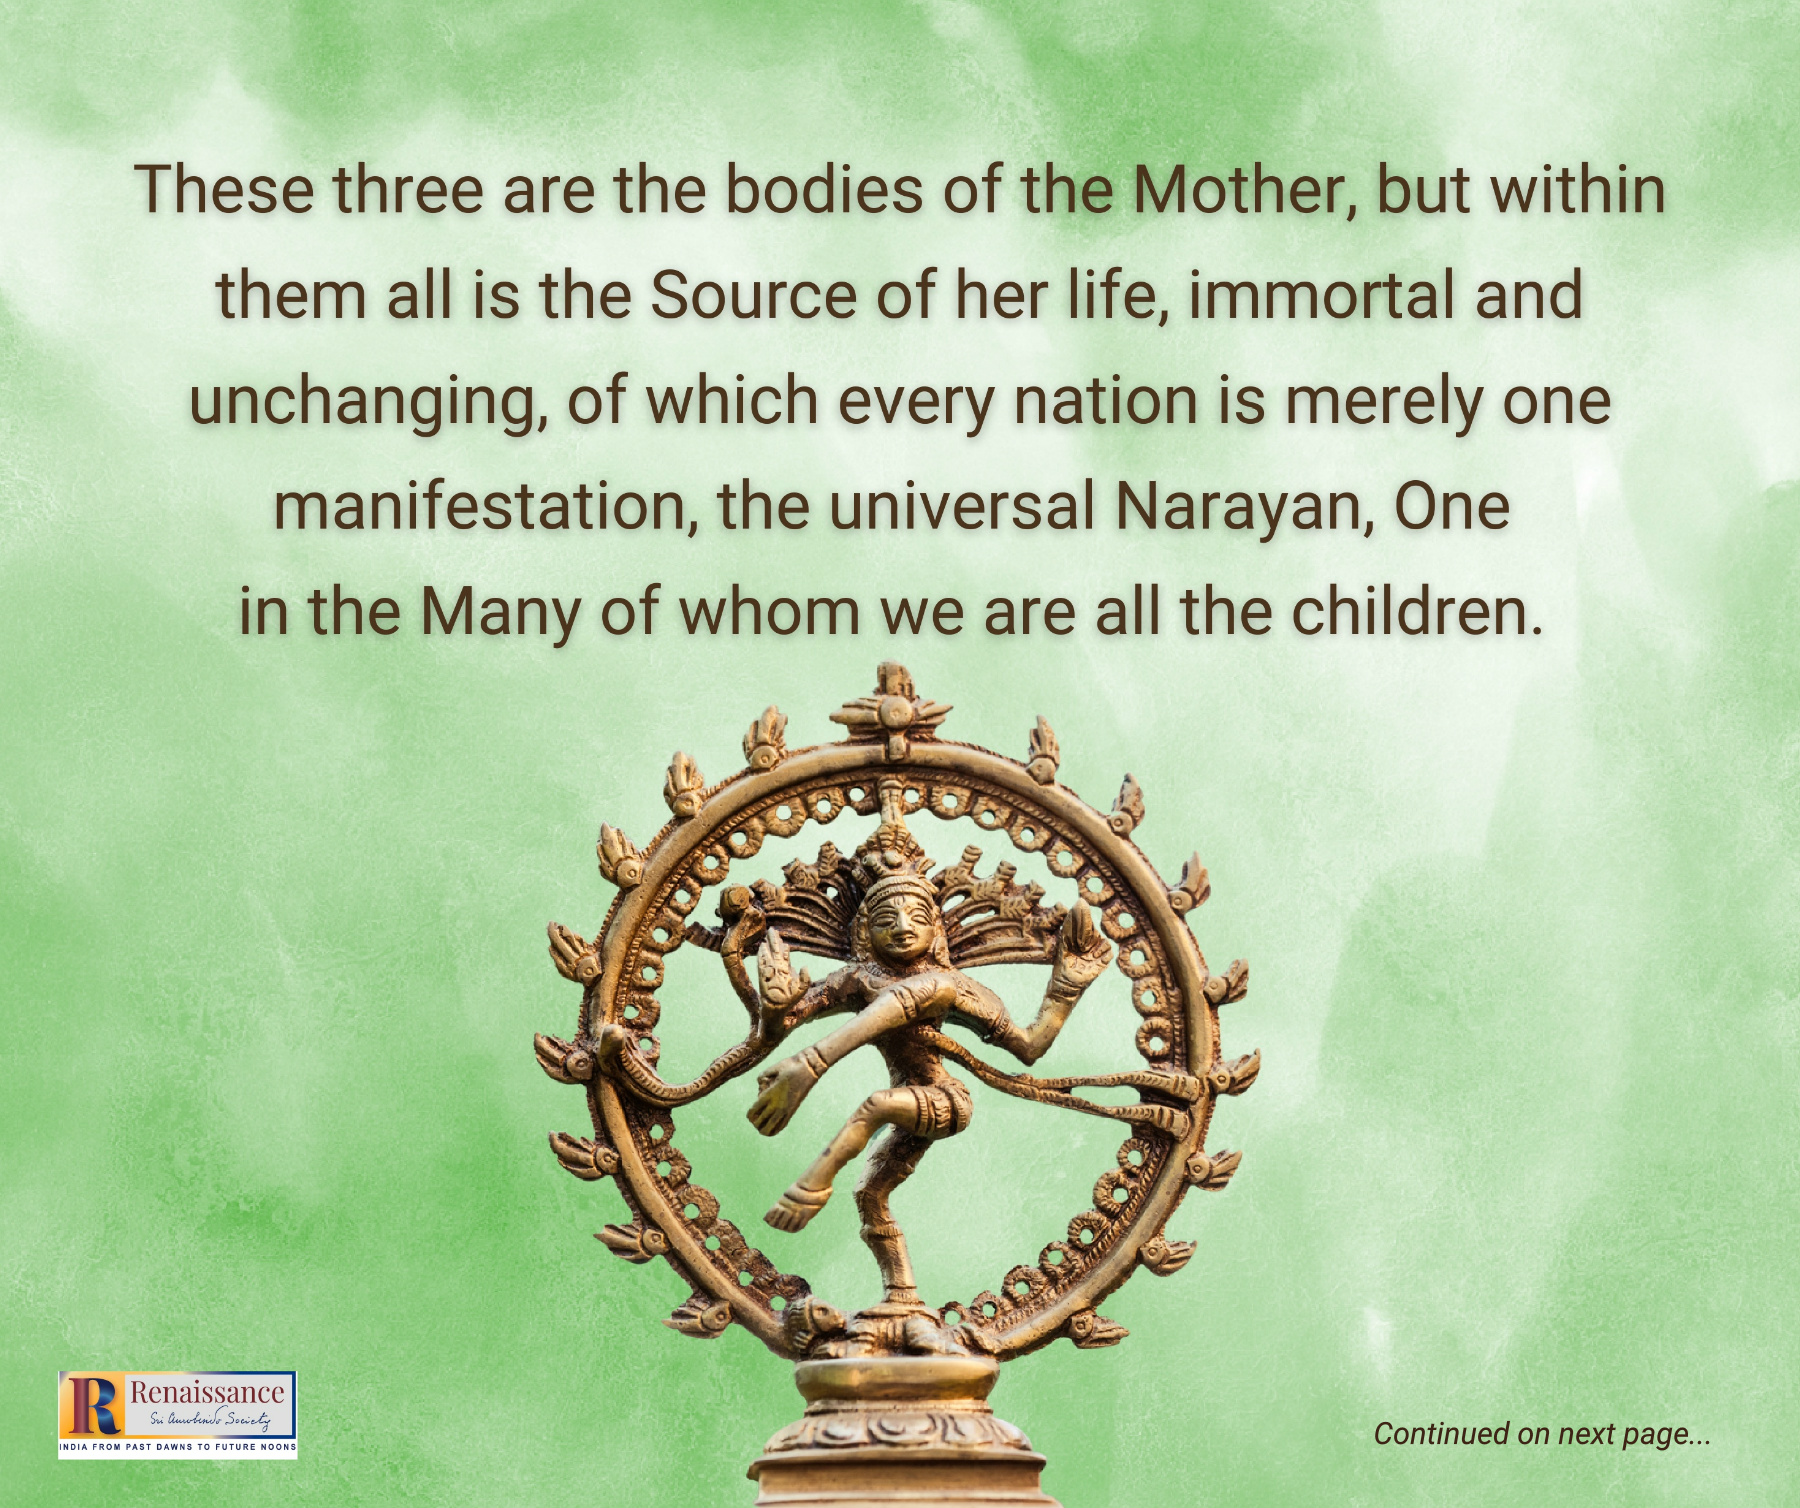 These three are the bodies of the Mother, but within
them all is the Source of her life, immortal and
unchanging, of which every nation is merely one
manifestation, the universal Narayan, One
in the Many of whom we are all the children.
R Renaissance
Sri Aurobindo Society
INDIA FROM PAST DAWNS TO FUTURE NOONS
Continued on next page...